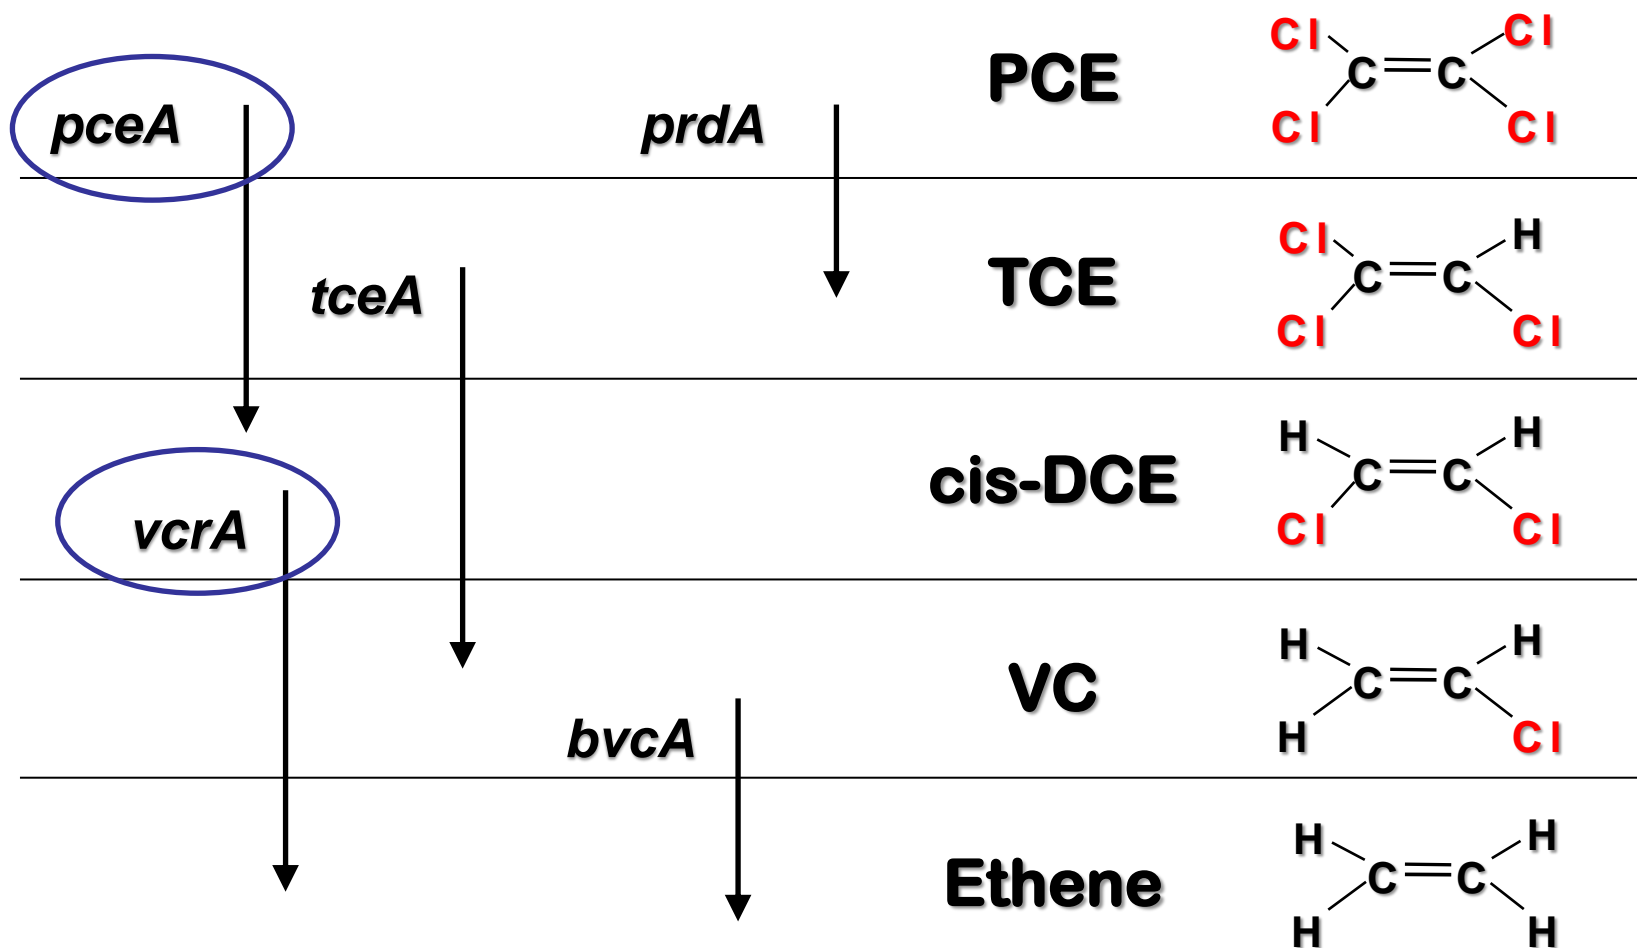 pceA
prdA
PCE
Cl Cl
C C
Cl Cl
tceA
TCE
Cl H
C C
Cl Cl
vcrA
cis-DCE
H H
C C
Cl Cl
bvcA
VC
H H
C C
H Cl
Ethene
H H
C C
H H